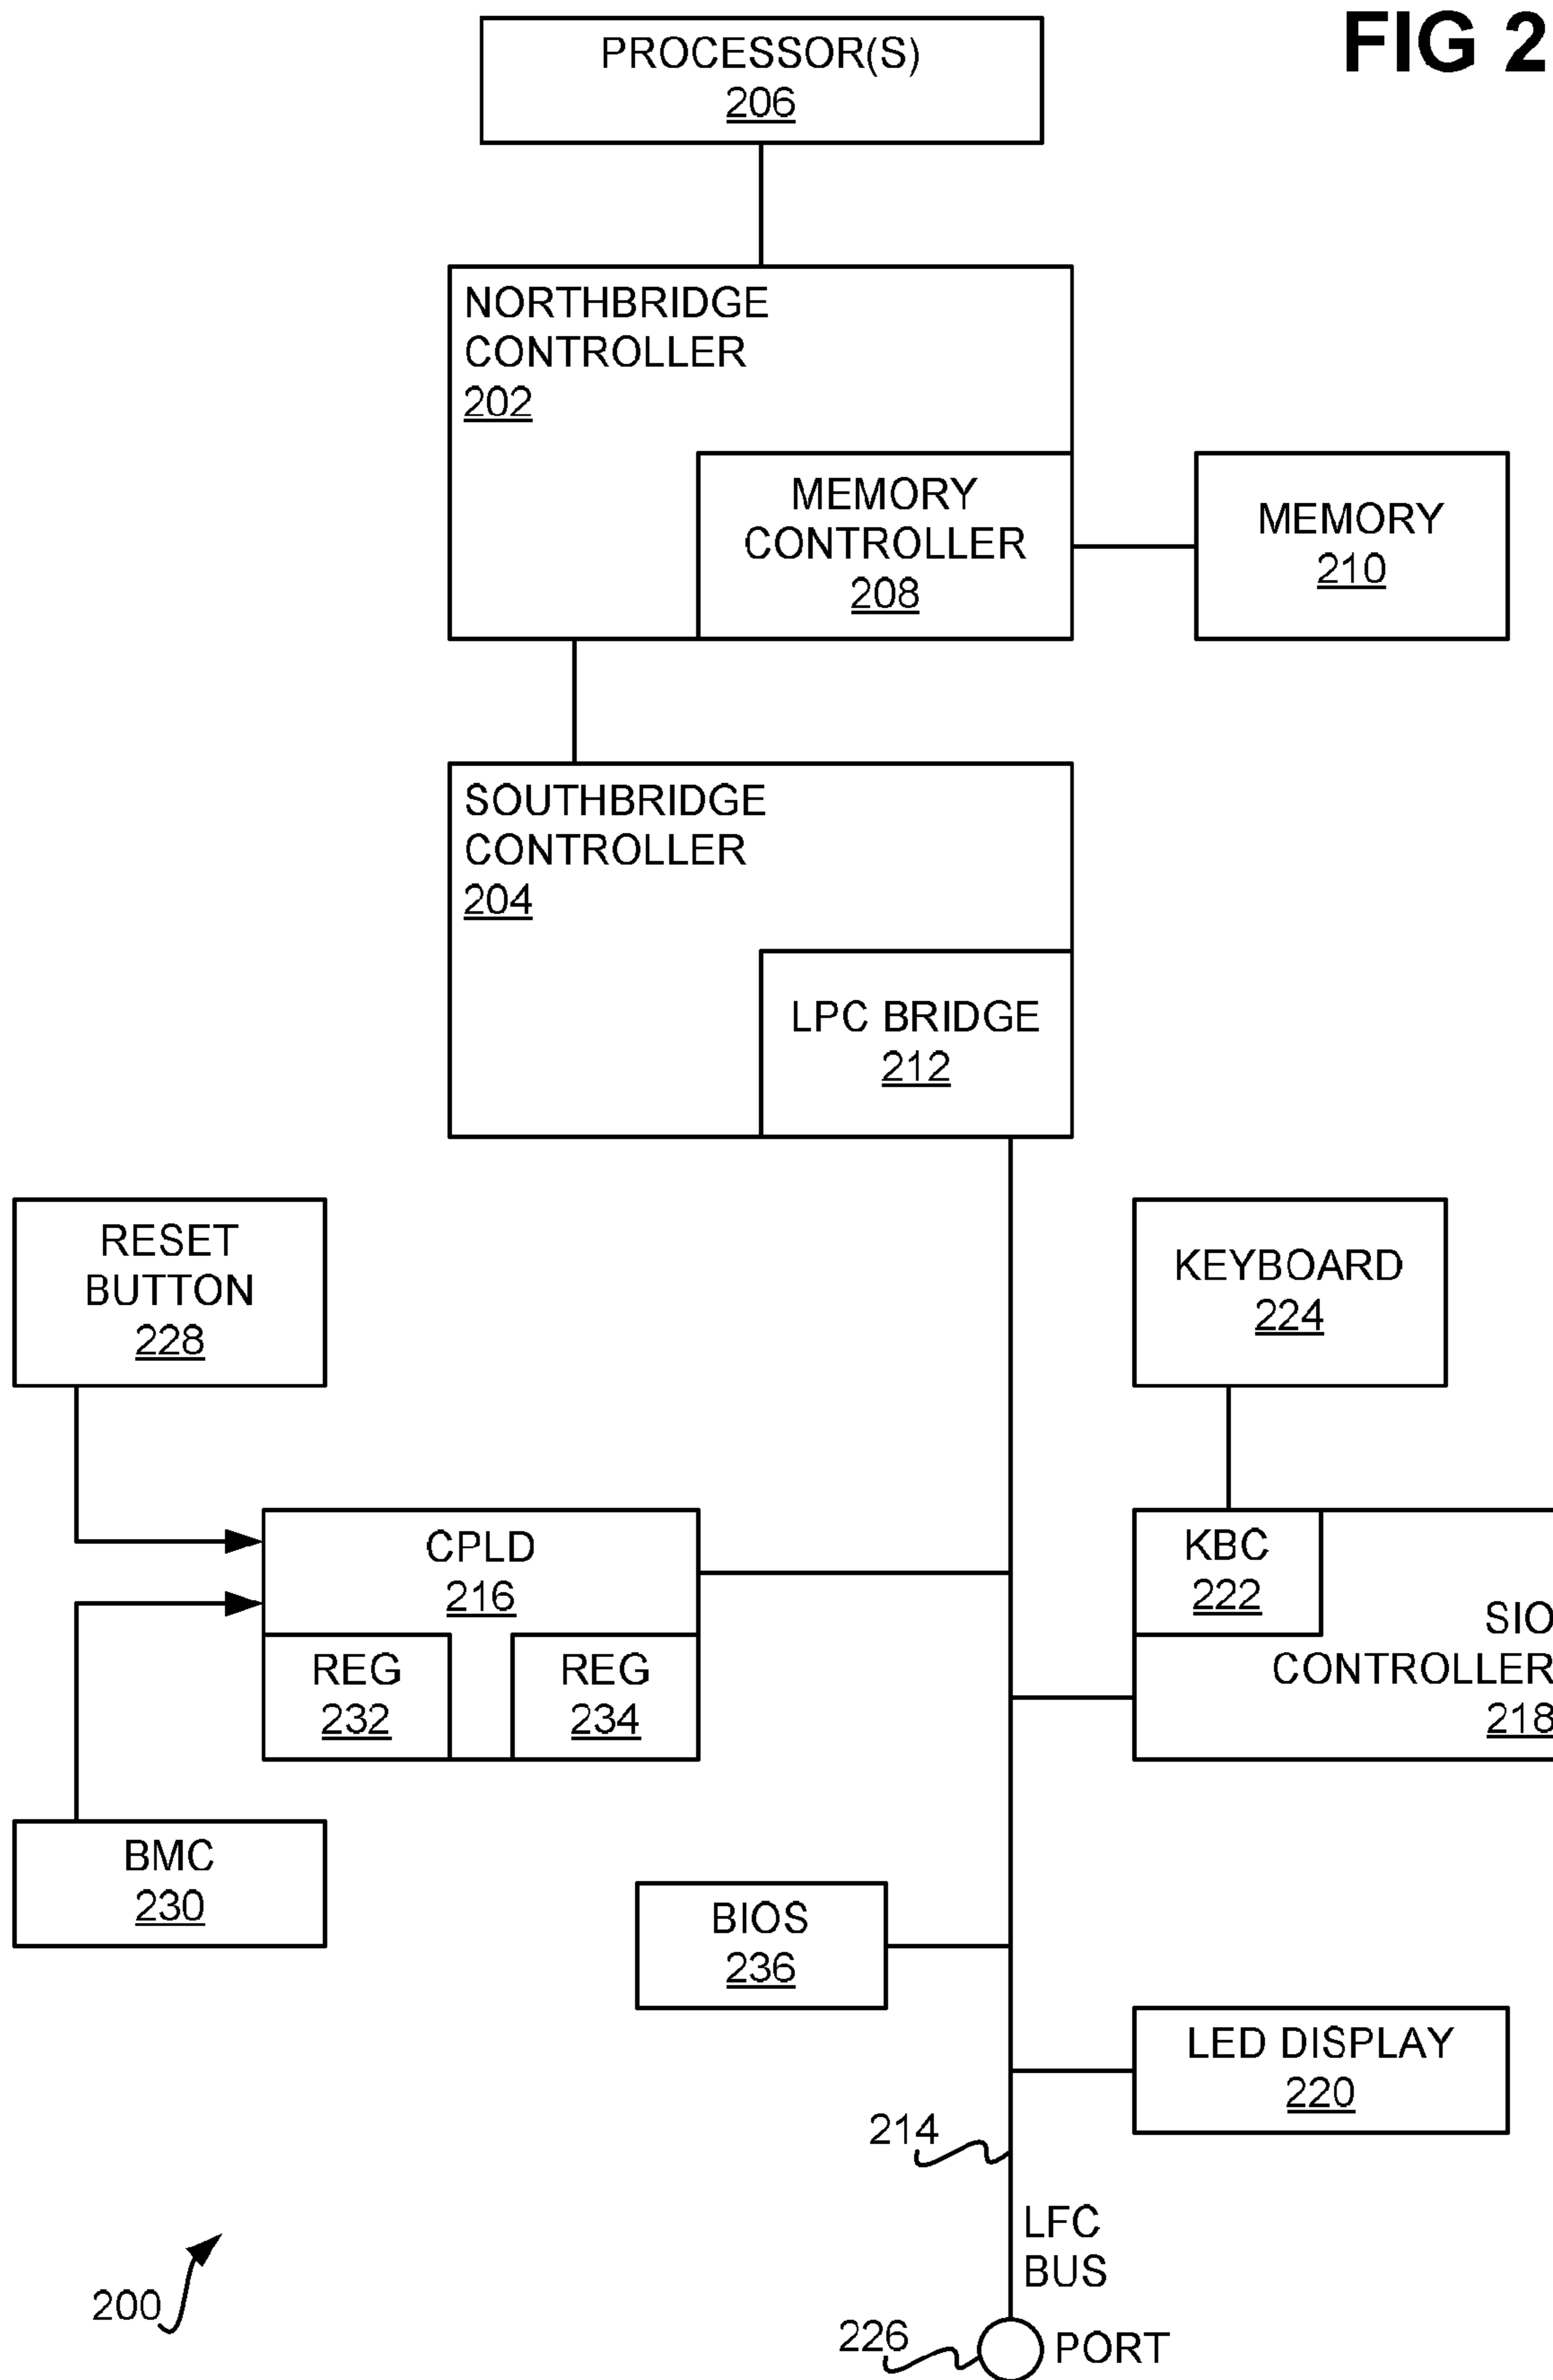 FIG 2
PROCESSOR(S)
206
NORTHBRIDGE
CONTROLLER
202
MEMORY
CONTROLLER
208
MEMORY
210
SOUTHBRIDGE
CONTROLLER
204
LPC BRIDGE
212
RESET
BUTTON
228
KEYBOARD
224
CPLD
216
REG
232
REG
234
KBC
222
SIO
CONTROLLER
218
BMC
230
BIOS
236
LED DISPLAY
220
214
LFC
BUS
200
226
PORT